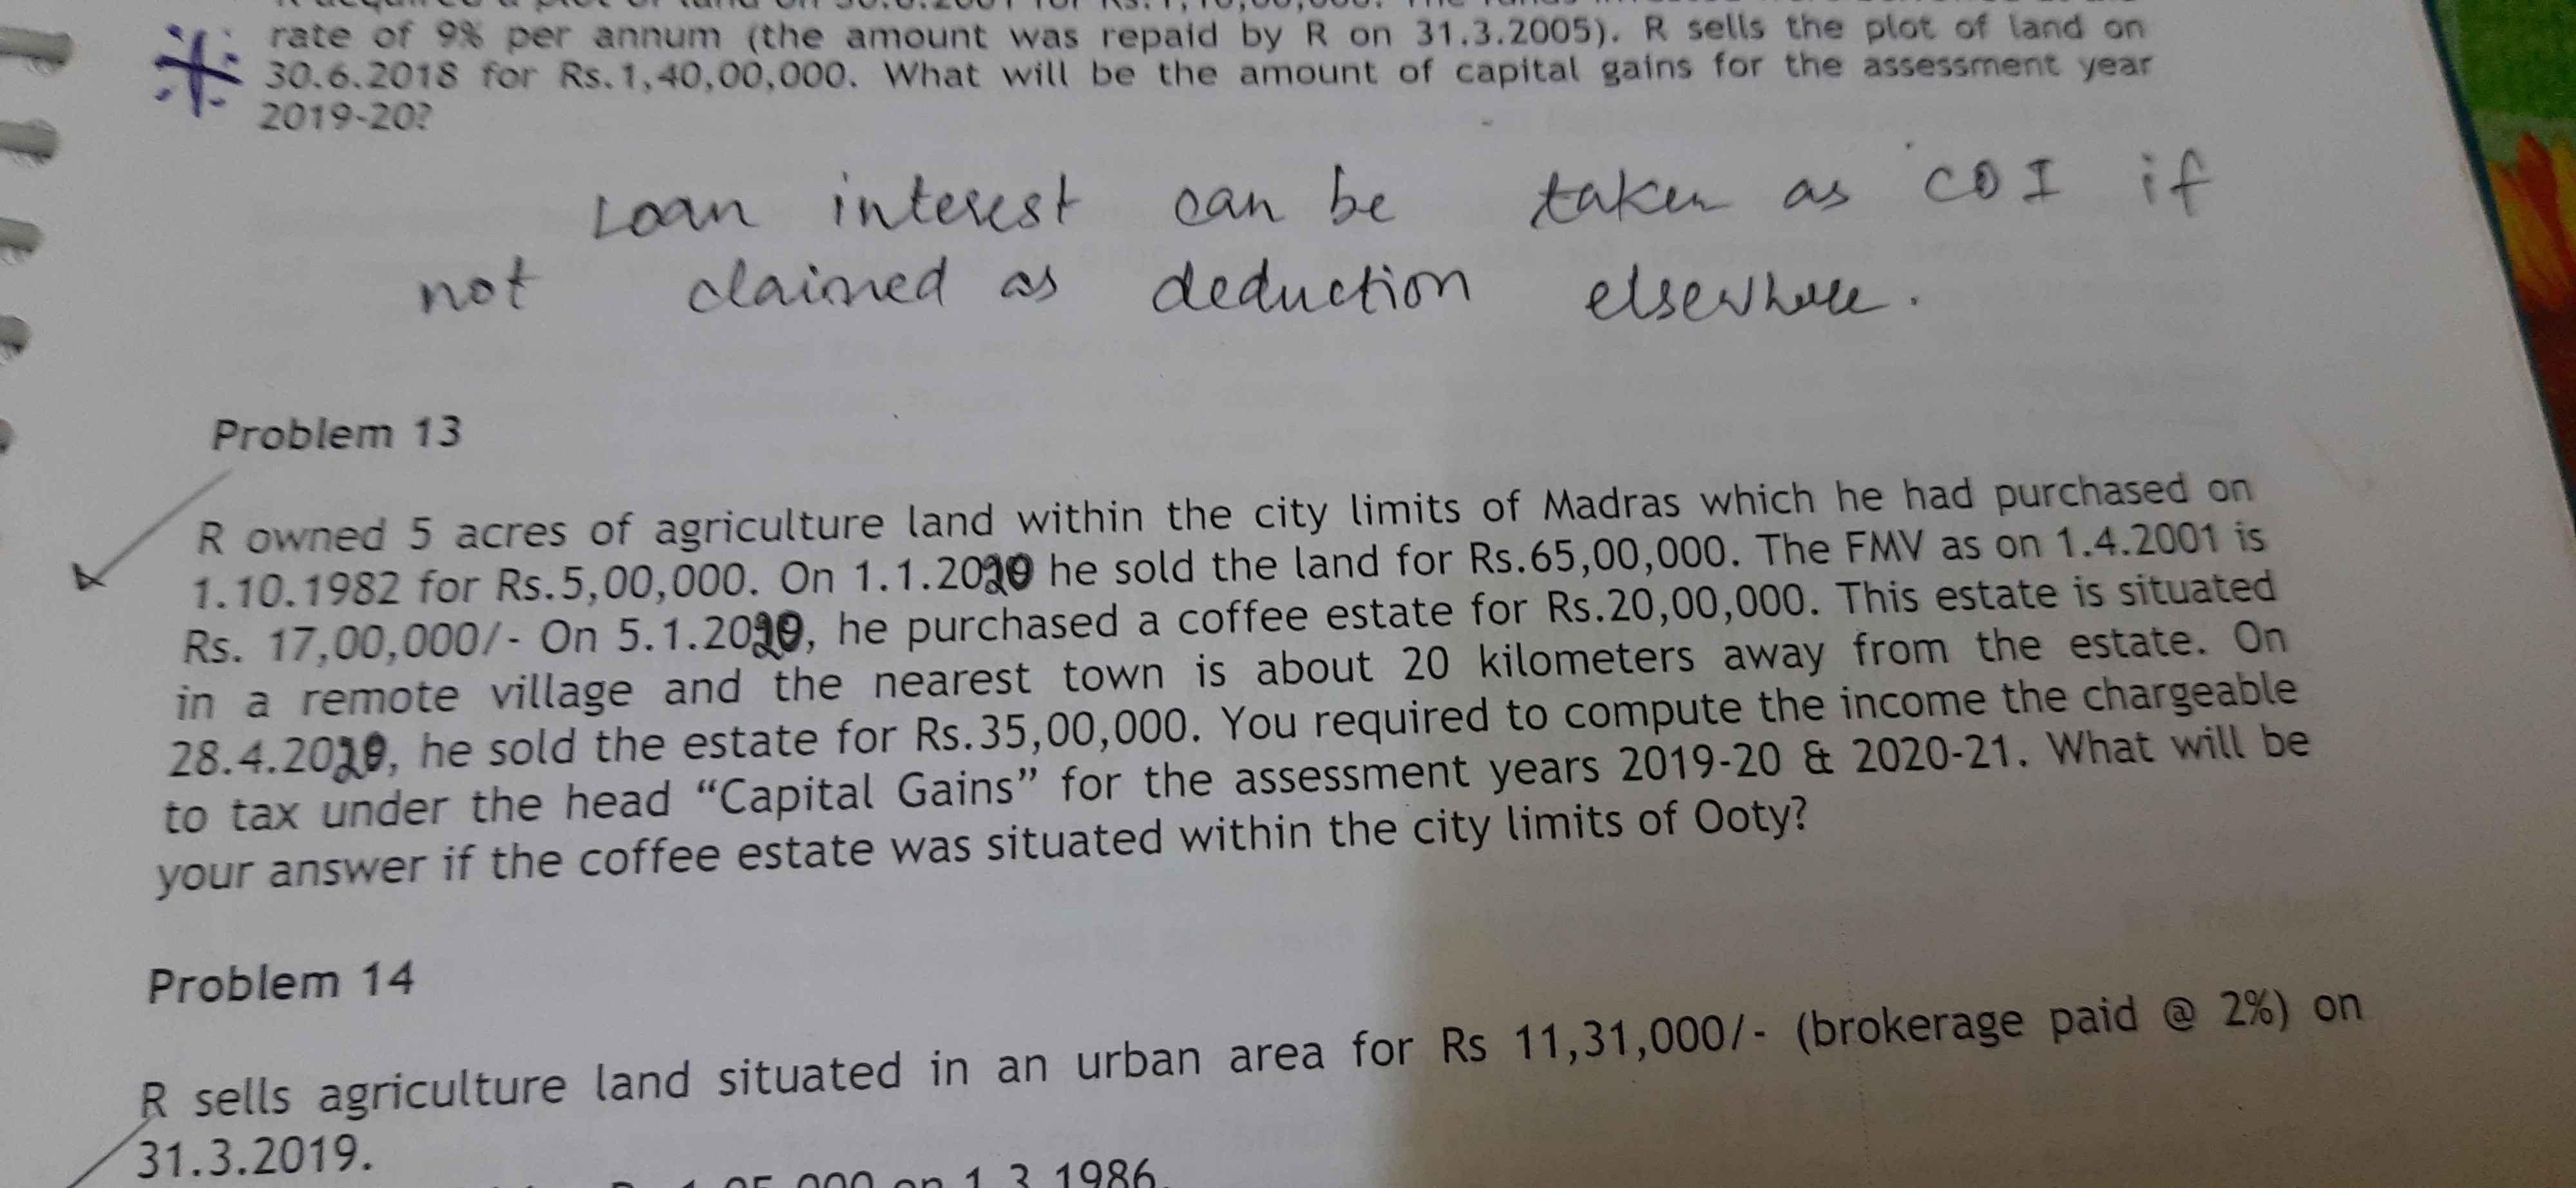 rate of 9% per annum (the amount was repaid by R on 31.3.2005). R sells the plot of land on
30.6.2018 for Rs.1,40,00,000. What will be the amount of capital gains for the assessment year
2019-20?
Loan interest can be taken as COI if
not claimed as deduction elsewhere.
Problem 13
R owned 5 acres of agriculture land within the city limits of Madras which he had purchased on
1.10.1982 for Rs.5,00,000. On 1.1.2020 he sold the land for Rs.65,00,000. The FMV as on 1.4.2001 is
Rs. 17,00,000/- On 5.1.2020, he purchased a coffee estate for Rs.20,00,000. This estate is situated
in a remote village and the nearest town is about 20 kilometers away from the estate. On
28.4.2020, he sold the estate for Rs.35,00,000. You required to compute the income the chargeable
to tax under the head “Capital Gains” for the assessment years 2019-20 & 2020-21. What will be
your answer if the coffee estate was situated within the city limits of Ooty?
Problem 14
R sells agriculture land situated in an urban area for Rs 11,31,000/- (brokerage paid @ 2%) on
31.3.2019.
on 1.3.1986.